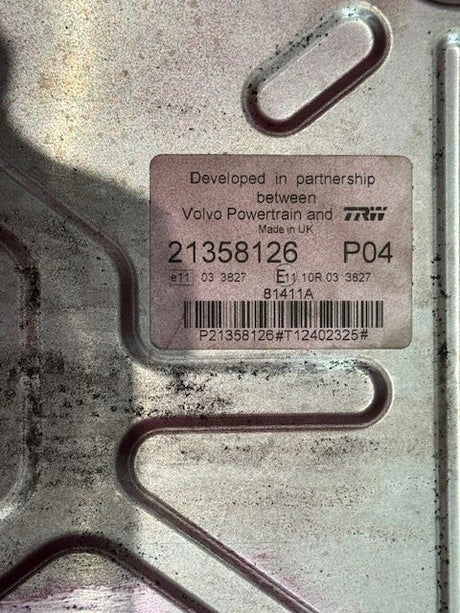 Developed in partnership
between
Volvo Powertrain and TRW
Made in UK
21358126 P04
e11 03 3827 E11 10R 03 3827
81411A
P21358126#T12402325#